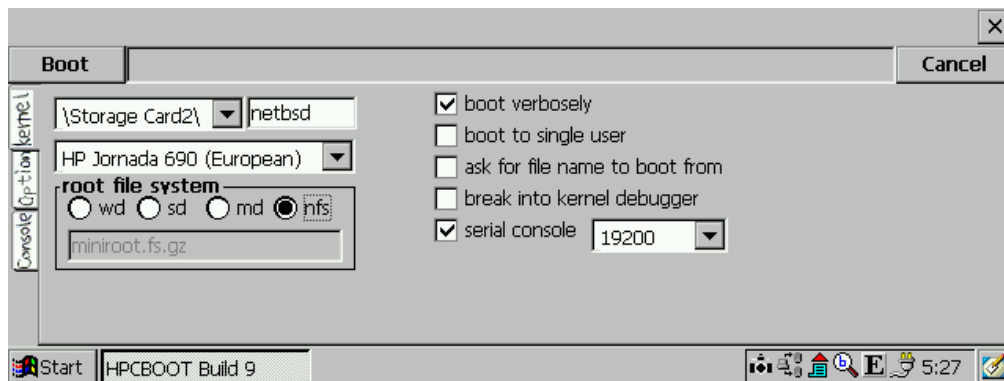 Boot
Cancel
kernel
Option
Console
\Storage Card2\ netbsd
HP Jornada 690 (European)
root file system
wd sd md nfs
miniroot.fs.gz
boot verbosely
boot to single user
ask for file name to boot from
break into kernel debugger
serial console 19200
Start HPCBOOT Build 9 b E 5:27